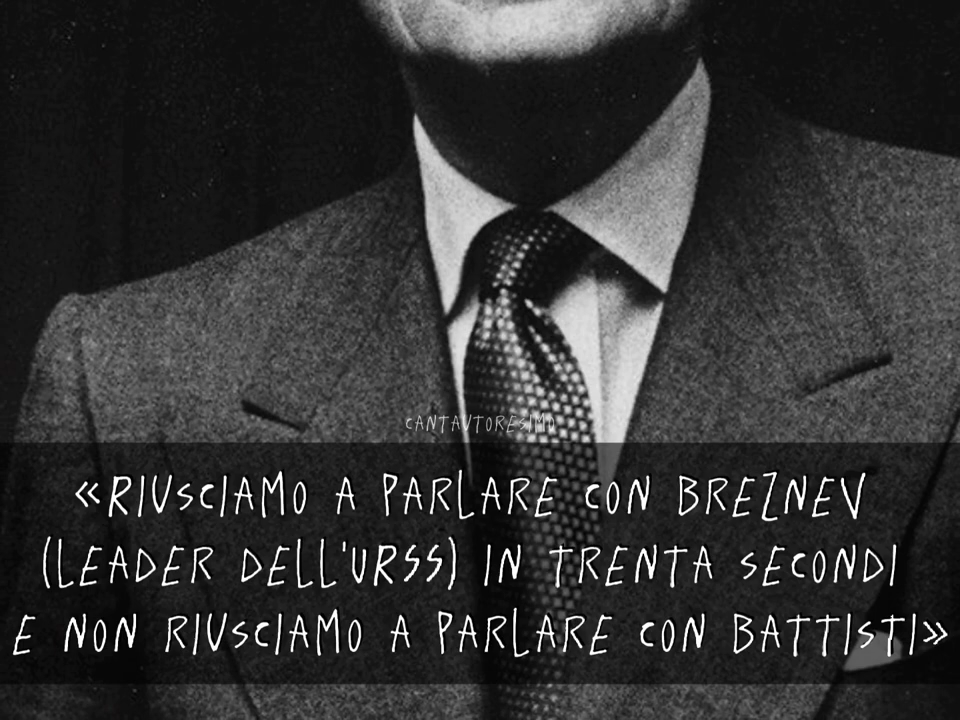 CANTAUTORESIMO
«RIUSCIAMO A PARLARE CON BREZNEV
(LEADER DELL'URSS) IN TRENTA SECONDI
E NON RIUSCIAMO A PARLARE CON BATTISTI»